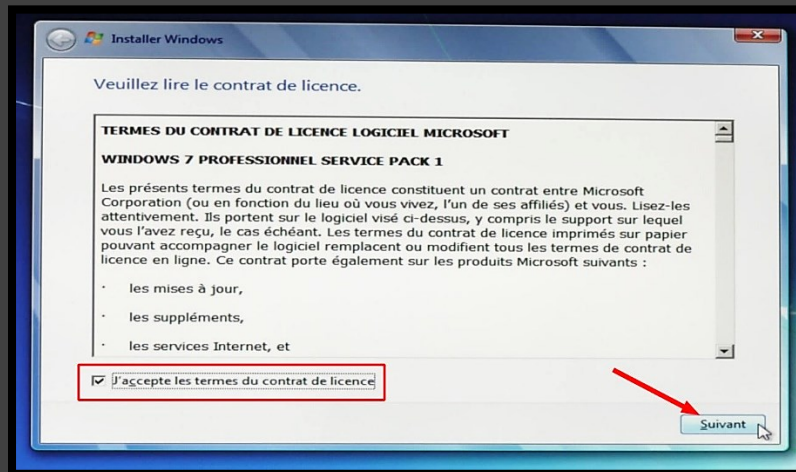 Installer Windows
Veuillez lire le contrat de licence.
TERMES DU CONTRAT DE LICENCE LOGICIEL MICROSOFT
WINDOWS 7 PROFESSIONNEL SERVICE PACK 1
Les présents termes du contrat de licence constituent un contrat entre Microsoft
Corporation (ou en fonction du lieu où vous vivez, l'un de ses affiliés) et vous. Lisez-les
attentivement. Ils portent sur le logiciel visé ci-dessus, y compris le support sur lequel
vous l'avez reçu, le cas échéant. Les termes du contrat de licence imprimés sur papier
pouvant accompagner le logiciel remplacent ou modifient tous les termes de contrat de
licence en ligne. Ce contrat porte également sur les produits Microsoft suivants :
· les mises à jour,
· les suppléments,
· les services Internet, et
J'accepte les termes du contrat de licence
Suivant